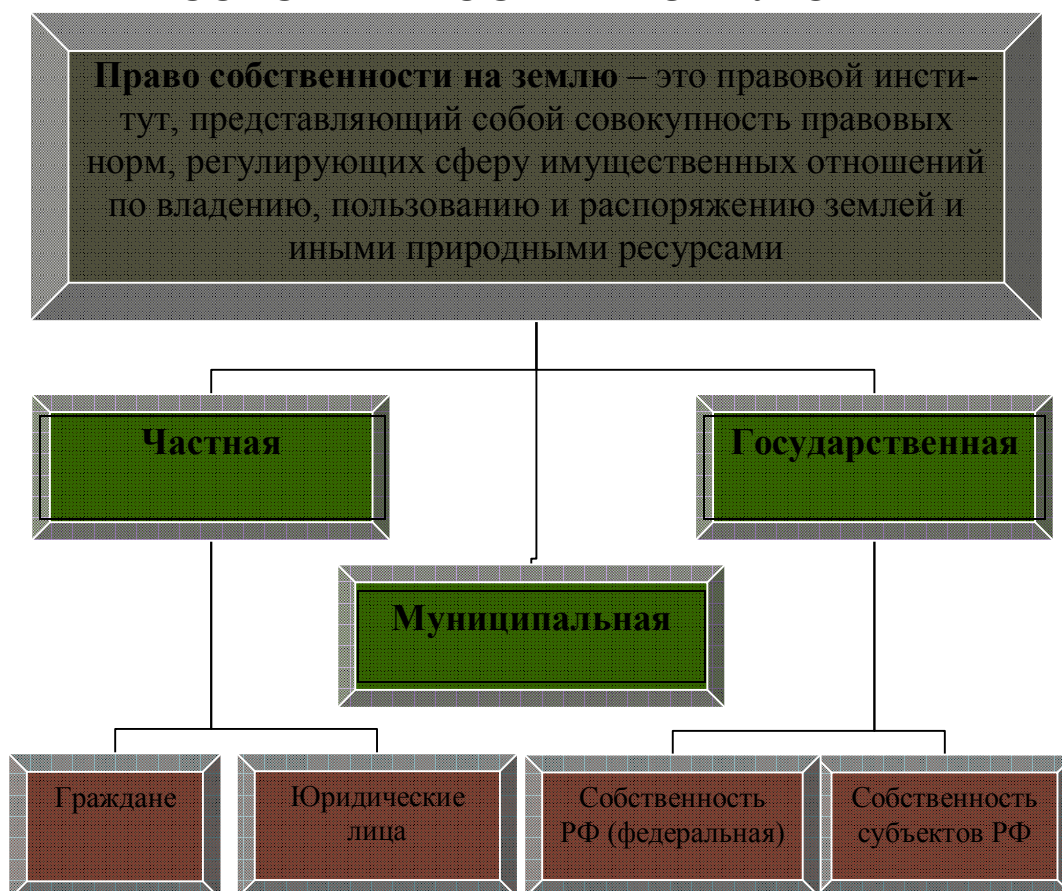 Право собственности на землю – это правовой инсти-
тут, представляющий собой совокупность правовых
норм, регулирующих сферу имущественных отношений
по владению, пользованию и распоряжению землей и
иными природными ресурсами
Частная
Государственная
Муниципальная
Граждане
Юридические
лица
Собственность
РФ (федеральная)
Собственность
субъектов РФ